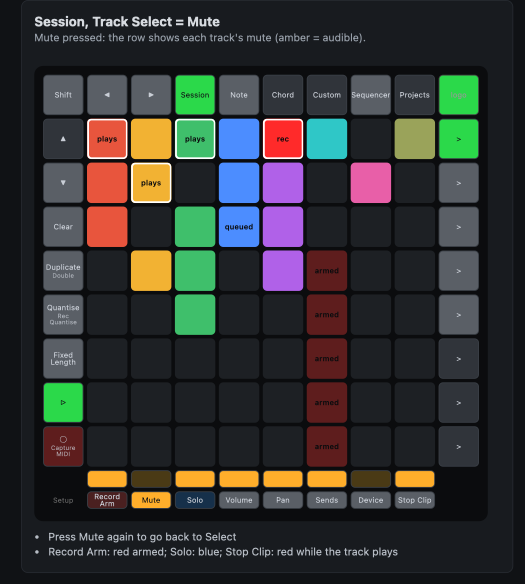 Session, Track Select = Mute
Mute pressed: the row shows each track's mute (amber = audible).
Shift ◄ ► Session Note Chord Custom Sequencer Projects
▲ plays plays rec >
▼ plays >
Clear queued >
Duplicate
Double
armed >
Quantise
Rec
Quantise
armed >
Fixed
Length
armed >
▷ armed >
○
Capture
MIDI
armed >
Setup Record
Arm
Mute Solo Volume Pan Sends Device Stop Clip
• Press Mute again to go back to Select
• Record Arm: red armed; Solo: blue; Stop Clip: red while the track plays